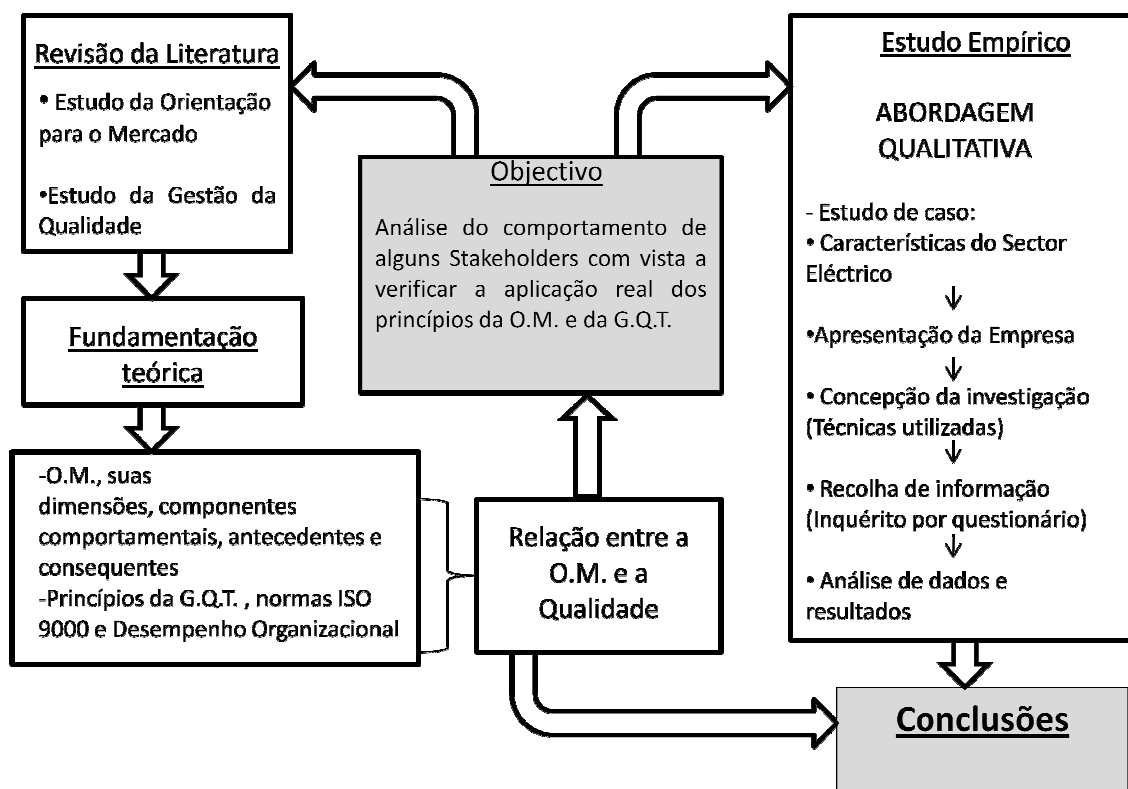 Revisão da Literatura
• Estudo da Orientação
para o Mercado
•Estudo da Gestão da
Qualidade
Fundamentação
teórica
-O.M., suas
dimensões, componentes
comportamentais, antecedentes e
consequentes
-Princípios da G.Q.T. , normas ISO
9000 e Desempenho Organizacional
Objectivo
Análise do comportamento de
alguns Stakeholders com vista a
verificar a aplicação real dos
princípios da O.M. e da G.Q.T.
Relação entre a
O.M. e a
Qualidade
Estudo Empírico
ABORDAGEM
QUALITATIVA
- Estudo de caso:
• Características do Sector
Eléctrico
•Apresentação da Empresa
• Concepção da investigação
(Técnicas utilizadas)
• Recolha de informação
(Inquérito por questionário)
• Análise de dados e
resultados
Conclusões